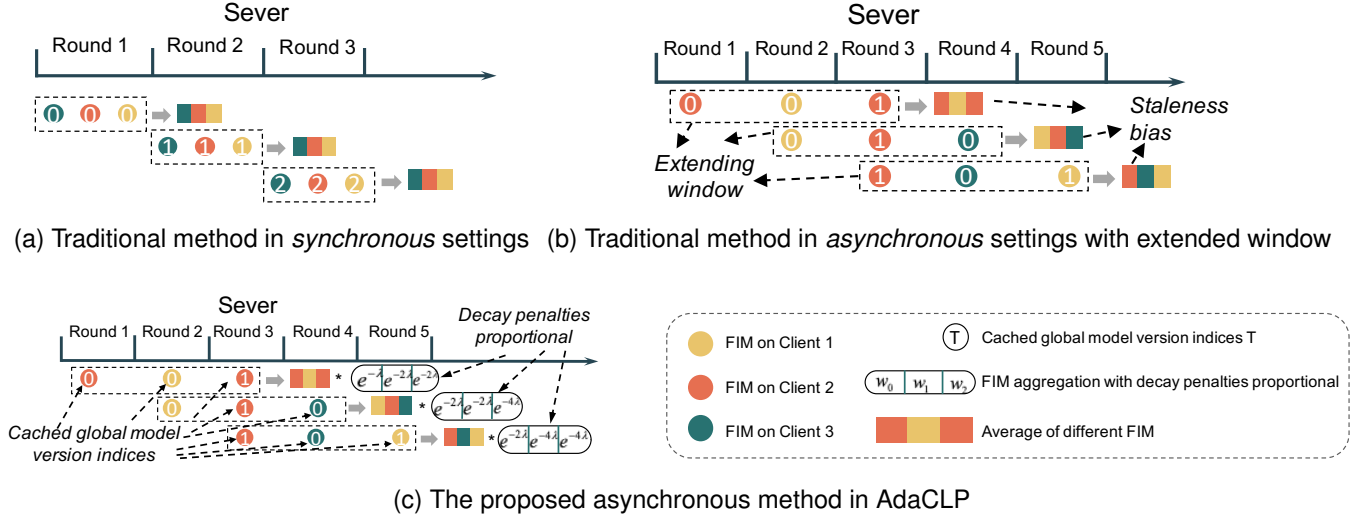 Sever
Round 1 Round 2 Round 3
0 0 0
1 1 1
2 2 2
(a) Traditional method in synchronous settings
Sever
Round 1 Round 2 Round 3 Round 4 Round 5
0 0 1
0 1 0
1 0 1
Extending
window
Staleness
bias
(b) Traditional method in asynchronous settings with extended window
Sever
Round 1 Round 2 Round 3 Round 4 Round 5
Decay penalties
proportional
0 0 1 * e^{-λ} e^{-2λ} e^{-2λ}
0 1 0 * e^{-2λ} e^{-2λ} e^{-4λ}
1 0 1 * e^{-2λ} e^{-4λ} e^{-4λ}
Cached global model
version indices
FIM on Client 1
FIM on Client 2
FIM on Client 3
T Cached global model version indices T
w_0 w_1 w_2 FIM aggregation with decay penalties proportional
Average of different FIM
(c) The proposed asynchronous method in AdaCLP